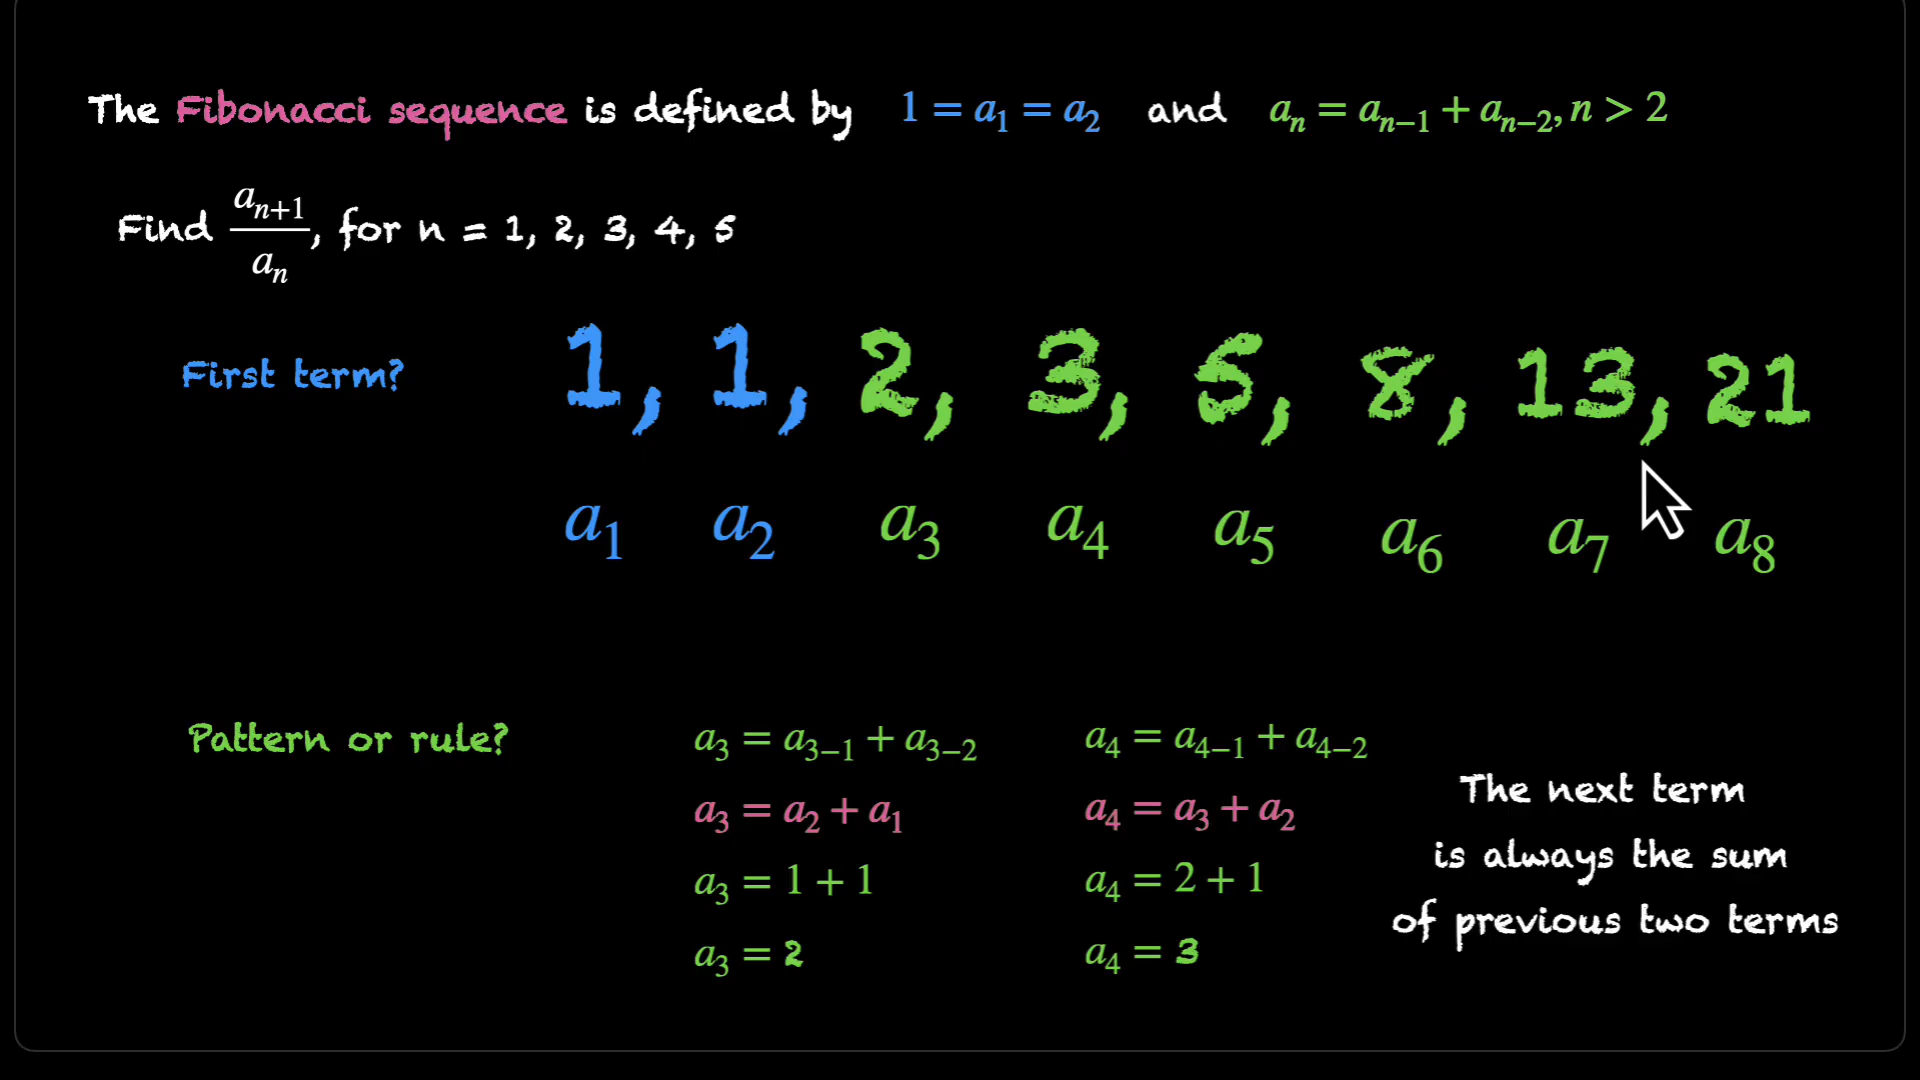 The Fibonacci sequence is defined by 1 = a₁ = a₂ and aₙ = aₙ₋₁ + aₙ₋₂, n > 2
Find aₙ₊₁/aₙ, for n = 1, 2, 3, 4, 5
First term? 1, 1, 2, 3, 5, 8, 13, 21
a₁ a₂ a₃ a₄ a₅ a₆ a₇ a₈
Pattern or rule?
a₃ = a₃₋₁ + a₃₋₂
a₃ = a₂ + a₁
a₃ = 1 + 1
a₃ = 2
a₄ = a₄₋₁ + a₄₋₂
a₄ = a₃ + a₂
a₄ = 2 + 1
a₄ = 3
The next term
is always the sum
of previous two terms